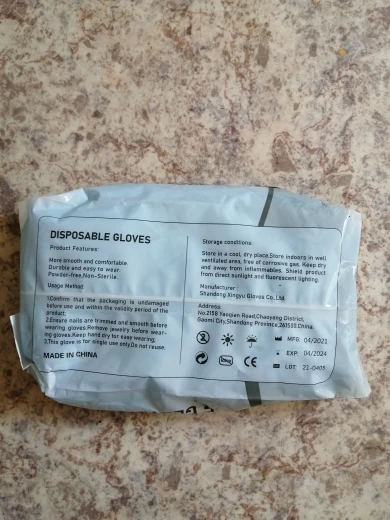 DISPOSABLE GLOVES
Product Features:
More smooth and comfortable.
Durable and easy to wear.
Powder-free,Non-Sterile.
Usage Method
1.Confirm that the packaging is undamaged
before use and within the validity period of the
product.
2.Ensure nails are trimmed and smooth before
wearing gloves.Remove jewelry before wear-
ing gloves.Keep hand dry for easy wearing.
3.This glove is for single use only.Do not reuse.
MADE IN CHINA
Storage conditions:
Store in a cool, dry place.Store indoors in well
ventilated area, free of corrosive gas. Keep dry
and away from inflammables. Shield product
from direct sunlight and fluorescent lighting.
Manufacturer :
Shandong Xingyu Gloves Co.,Ltd.
Address:
No.2158 Yaoqian Road,Chaoyang District,
Gaomi City,Shandong Province,261505,China.
MFG 04/2021
EXP 04/2024
CE
LOT 21-0405